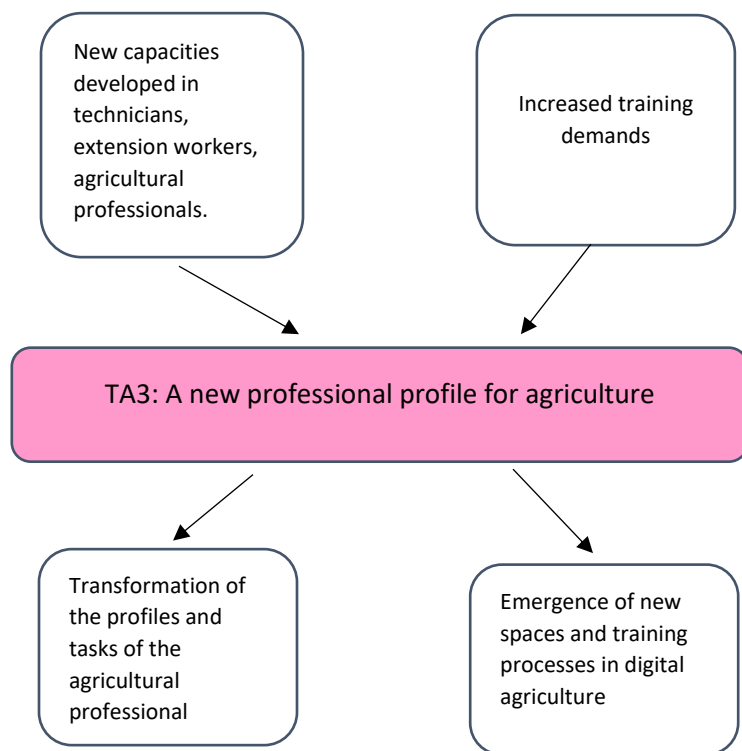 New capacities
developed in
technicians,
extension workers,
agricultural
professionals.
Increased training
demands
TA3: A new professional profile for agriculture
Transformation of
the profiles and
tasks of the
agricultural
professional
Emergence of new
spaces and training
processes in digital
agriculture